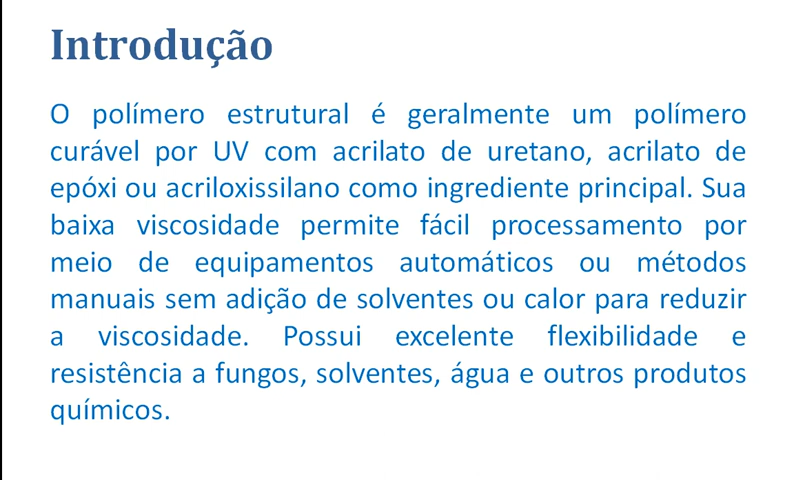 Introdução
O polímero estrutural é geralmente um polímero
curável por UV com acrilato de uretano, acrilato de
epóxi ou acriloxissilano como ingrediente principal. Sua
baixa viscosidade permite fácil processamento por
meio de equipamentos automáticos ou métodos
manuais sem adição de solventes ou calor para reduzir
a viscosidade. Possui excelente flexibilidade e
resistência a fungos, solventes, água e outros produtos
químicos.